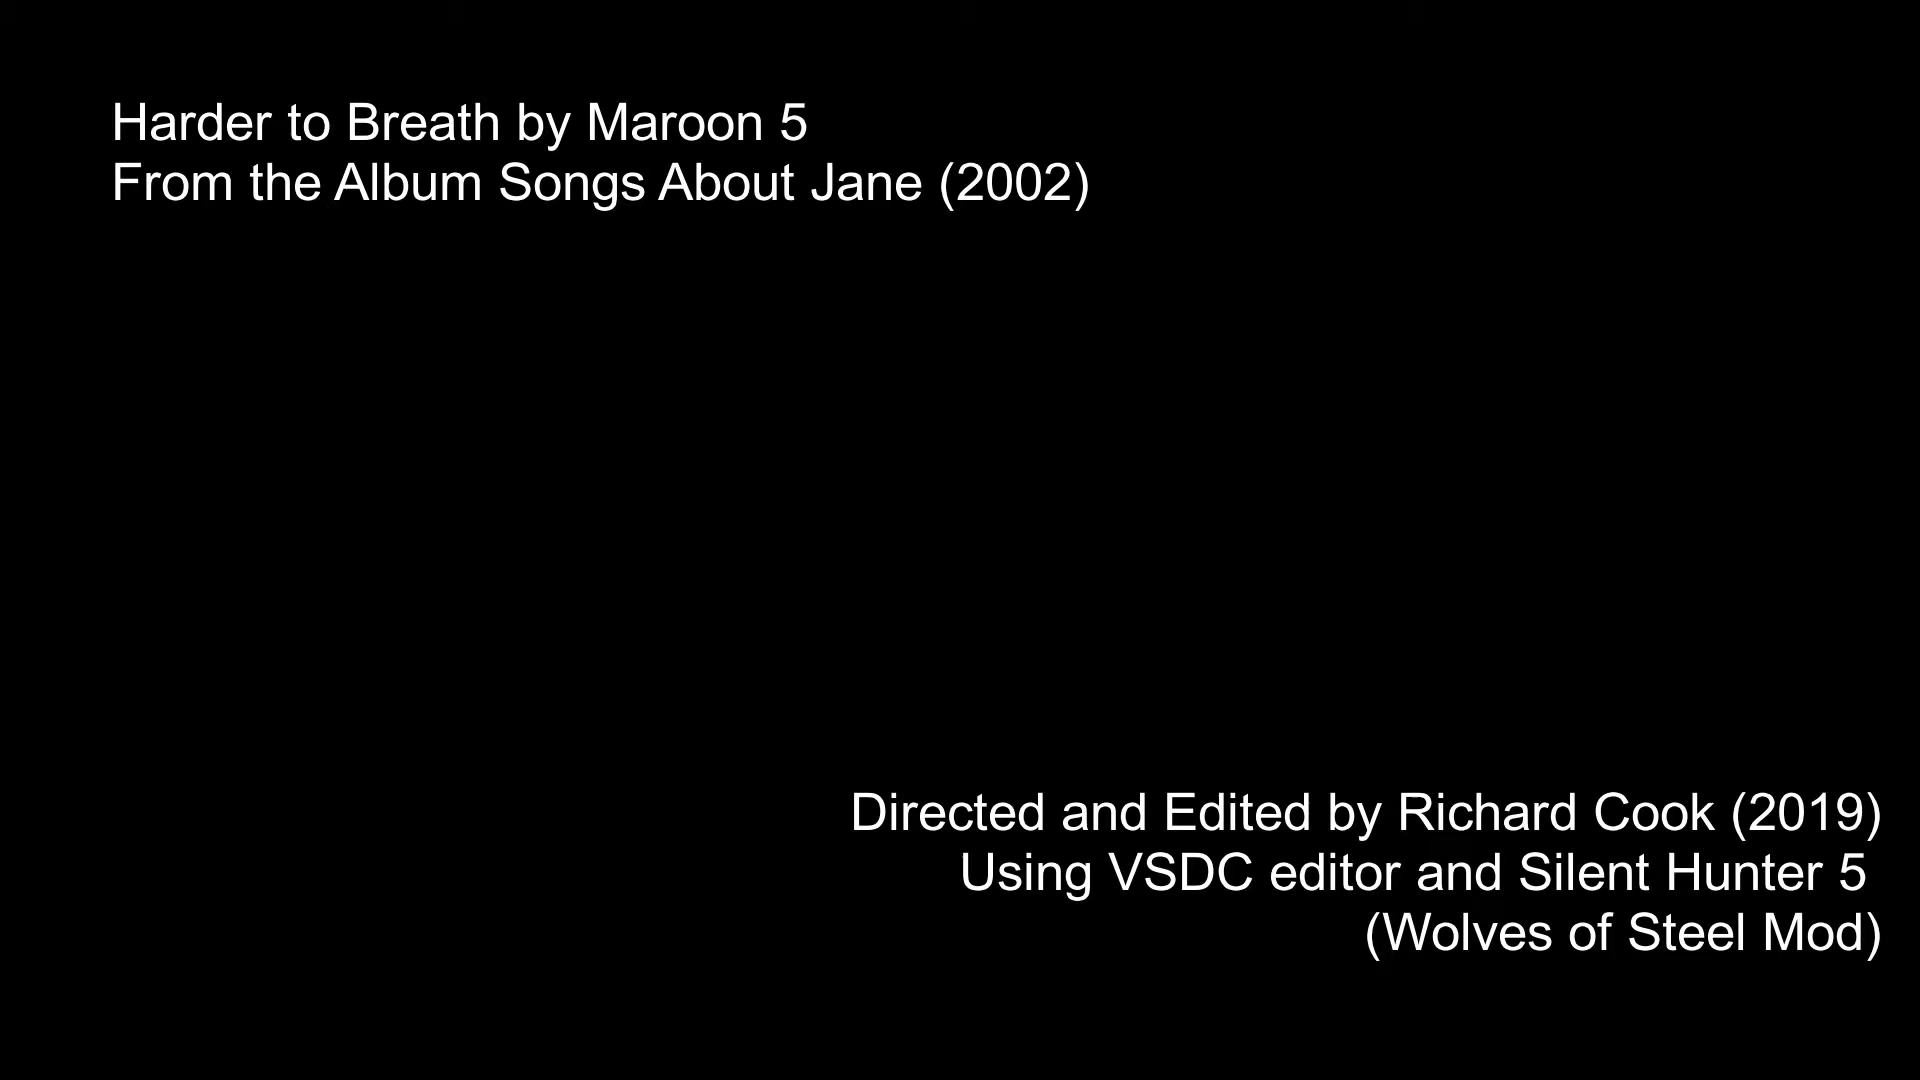 Harder to Breath by Maroon 5
From the Album Songs About Jane (2002)
Directed and Edited by Richard Cook (2019)
Using VSDC editor and Silent Hunter 5
(Wolves of Steel Mod)